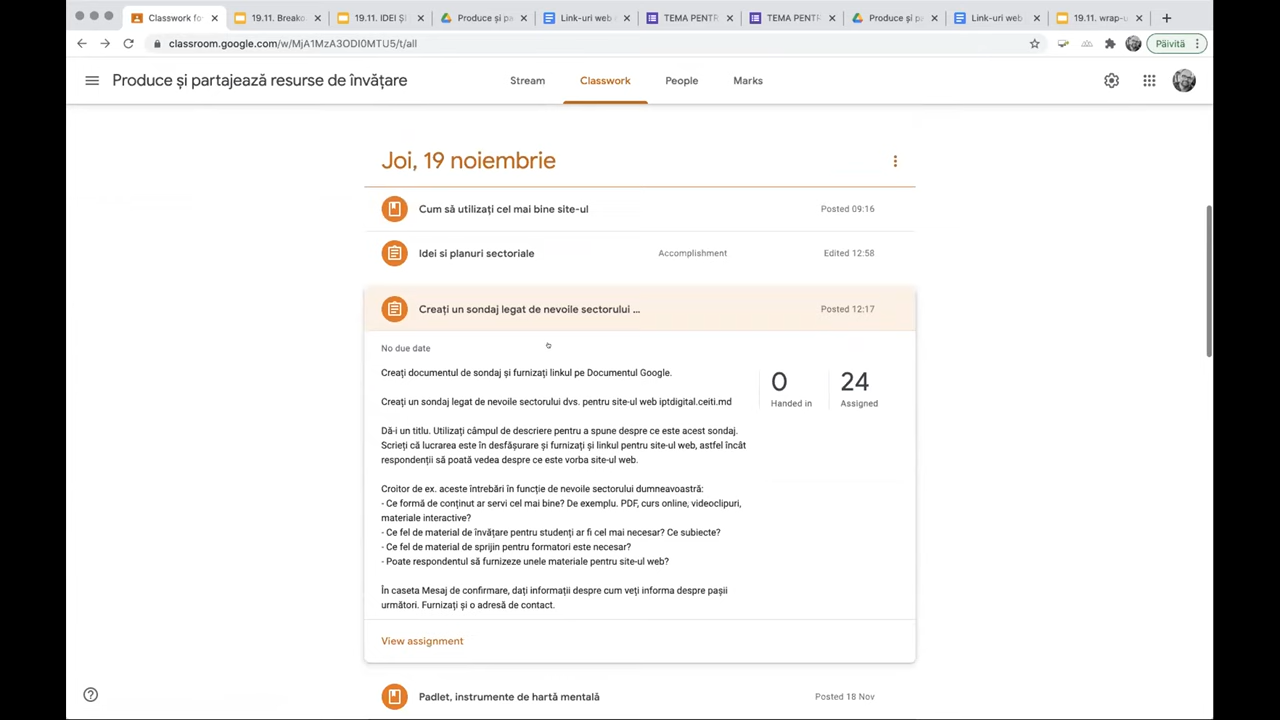 Classwork fo
19.11. Breako
19.11. IDEI ȘI
Produce și pa
Link-uri web
TEMA PENTR
TEMA PENTR
Produce și pa
Link-uri web
19.11. wrap-u
classroom.google.com/w/MjA1MzA3ODI0MTU5/t/all
Päivitä
Produce și partajează resurse de învățare
Stream
Classwork
People
Marks
Joi, 19 noiembrie
Cum să utilizați cel mai bine site-ul
Posted 09:16
Idei si planuri sectoriale
Accomplishment
Edited 12:58
Creați un sondaj legat de nevoile sectorului ...
Posted 12:17
No due date
Creați documentul de sondaj și furnizați linkul pe Documentul Google.
Creați un sondaj legat de nevoile sectorului dvs. pentru site-ul web iptdigital.ceiti.md
Dă-i un titlu. Utilizați câmpul de descriere pentru a spune despre ce este acest sondaj.
Scrieți că lucrarea este în desfășurare și furnizați și linkul pentru site-ul web, astfel încât
respondenții să poată vedea despre ce este vorba site-ul web.
Croitor de ex. aceste întrebări în funcție de nevoile sectorului dumneavoastră:
- Ce formă de conținut ar servi cel mai bine? De exemplu. PDF, curs online, videoclipuri,
materiale interactive?
- Ce fel de material de învățare pentru studenți ar fi cel mai necesar? Ce subiecte?
- Ce fel de material de sprijin pentru formatori este necesar?
- Poate respondentul să furnizeze unele materiale pentru site-ul web?
În caseta Mesaj de confirmare, dați informații despre cum veți informa despre pașii
următori. Furnizați și o adresă de contact.
0
Handed in
24
Assigned
View assignment
Padlet, instrumente de hartă mentală
Posted 18 Nov